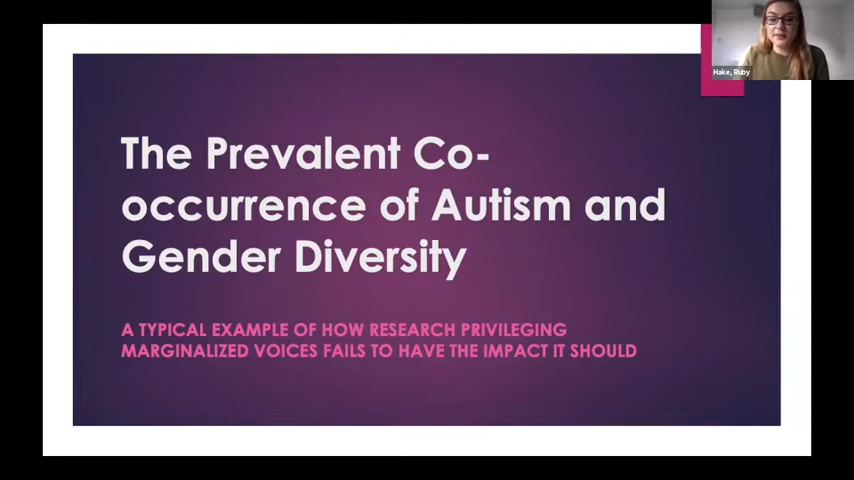 The Prevalent Co-
occurrence of Autism and
Gender Diversity
A TYPICAL EXAMPLE OF HOW RESEARCH PRIVILEGING
MARGINALIZED VOICES FAILS TO HAVE THE IMPACT IT SHOULD
Hake, Ruby